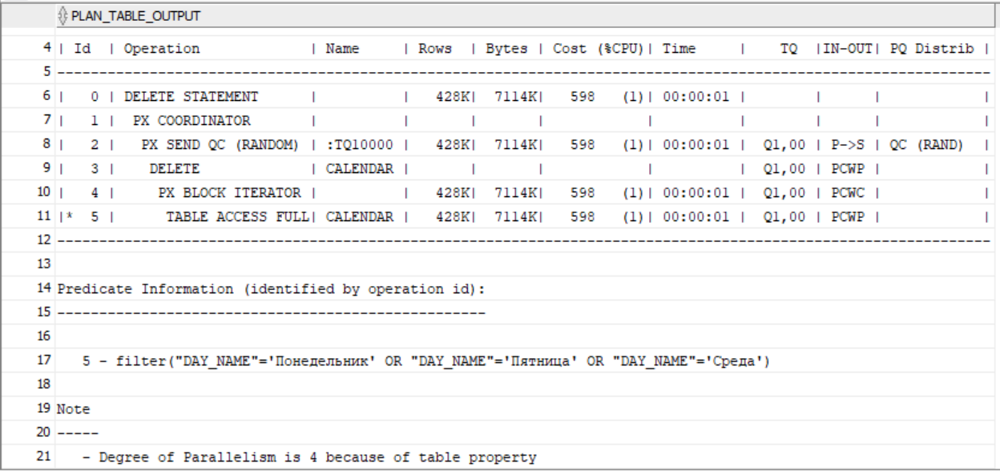 PLAN_TABLE_OUTPUT
4 | Id  | Operation                | Name     | Rows  | Bytes | Cost (%CPU)| Time     |    TQ  |IN-OUT| PQ Distrib |
5 --------------------------------------------------------------------------------------------------------------
6 |   0 | DELETE STATEMENT         |          |   428K|  7114K|   598   (1)| 00:00:01 |        |      |            |
7 |   1 |  PX COORDINATOR          |          |       |       |            |          |        |      |            |
8 |   2 |   PX SEND QC (RANDOM)    | :TQ10000 |   428K|  7114K|   598   (1)| 00:00:01 |  Q1,00 | P->S | QC (RAND)  |
9 |   3 |    DELETE                | CALENDAR |       |       |            |          |  Q1,00 | PCWP |            |
10 |   4 |     PX BLOCK ITERATOR    |          |   428K|  7114K|   598   (1)| 00:00:01 |  Q1,00 | PCWC |            |
11 |*  5 |      TABLE ACCESS FULL| CALENDAR |   428K|  7114K|   598   (1)| 00:00:01 |  Q1,00 | PCWP |            |
12 --------------------------------------------------------------------------------------------------------------
13
14 Predicate Information (identified by operation id):
15 ---------------------------------------------------
16
17    5 - filter("DAY_NAME"='Понедельник' OR "DAY_NAME"='Пятница' OR "DAY_NAME"='Среда')
18
19 Note
20 -----
21    - Degree of Parallelism is 4 because of table property